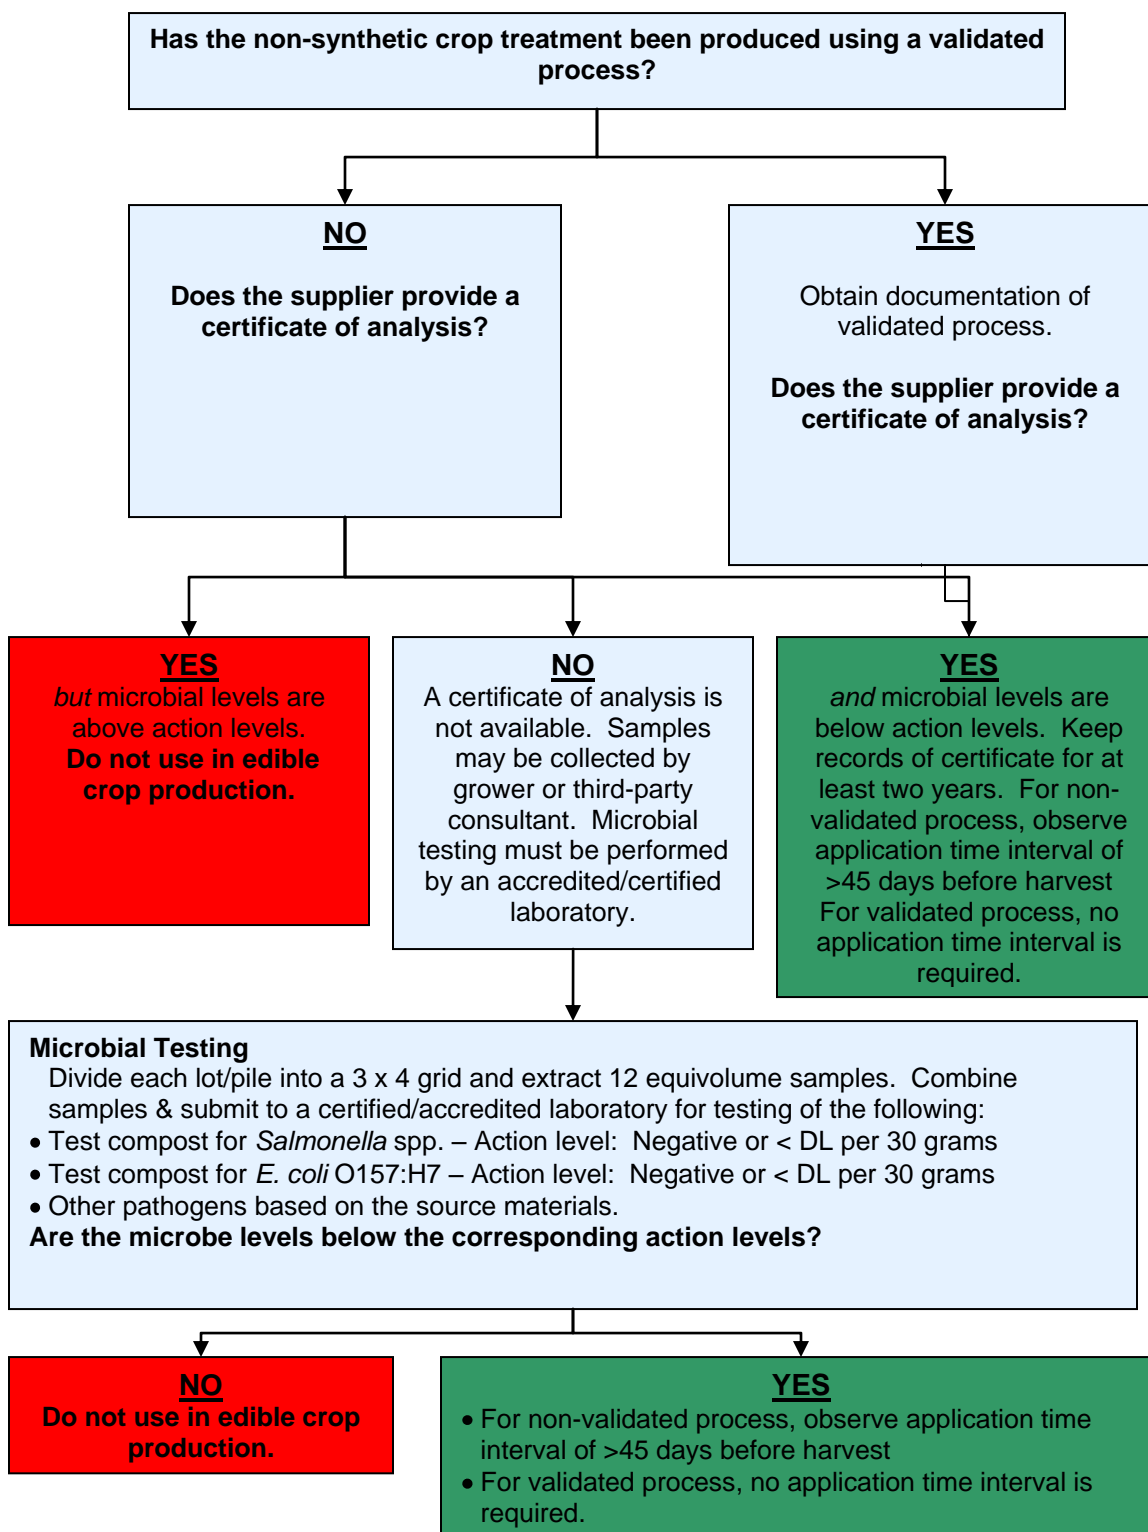 Has the non-synthetic crop treatment been produced using a validated
process?
NO
Does the supplier provide a
certificate of analysis?
YES
Obtain documentation of
validated process.
Does the supplier provide a
certificate of analysis?
YES
but microbial levels are
above action levels.
Do not use in edible
crop production.
NO
A certificate of analysis is
not available.  Samples
may be collected by
grower or third-party
consultant.  Microbial
testing must be performed
by an accredited/certified
laboratory.
YES
and microbial levels are
below action levels.  Keep
records of certificate for at
least two years.  For non-
validated process, observe
application time interval of
>45 days before harvest
For validated process, no
application time interval is
required.
Microbial Testing
Divide each lot/pile into a 3 x 4 grid and extract 12 equivolume samples.  Combine
samples & submit to a certified/accredited laboratory for testing of the following:
• Test compost for Salmonella spp. – Action level:  Negative or < DL per 30 grams
• Test compost for E. coli O157:H7 – Action level:  Negative or < DL per 30 grams
• Other pathogens based on the source materials.
Are the microbe levels below the corresponding action levels?
NO
Do not use in edible crop
production.
YES
• For non-validated process, observe application time
interval of >45 days before harvest
• For validated process, no application time interval is
required.